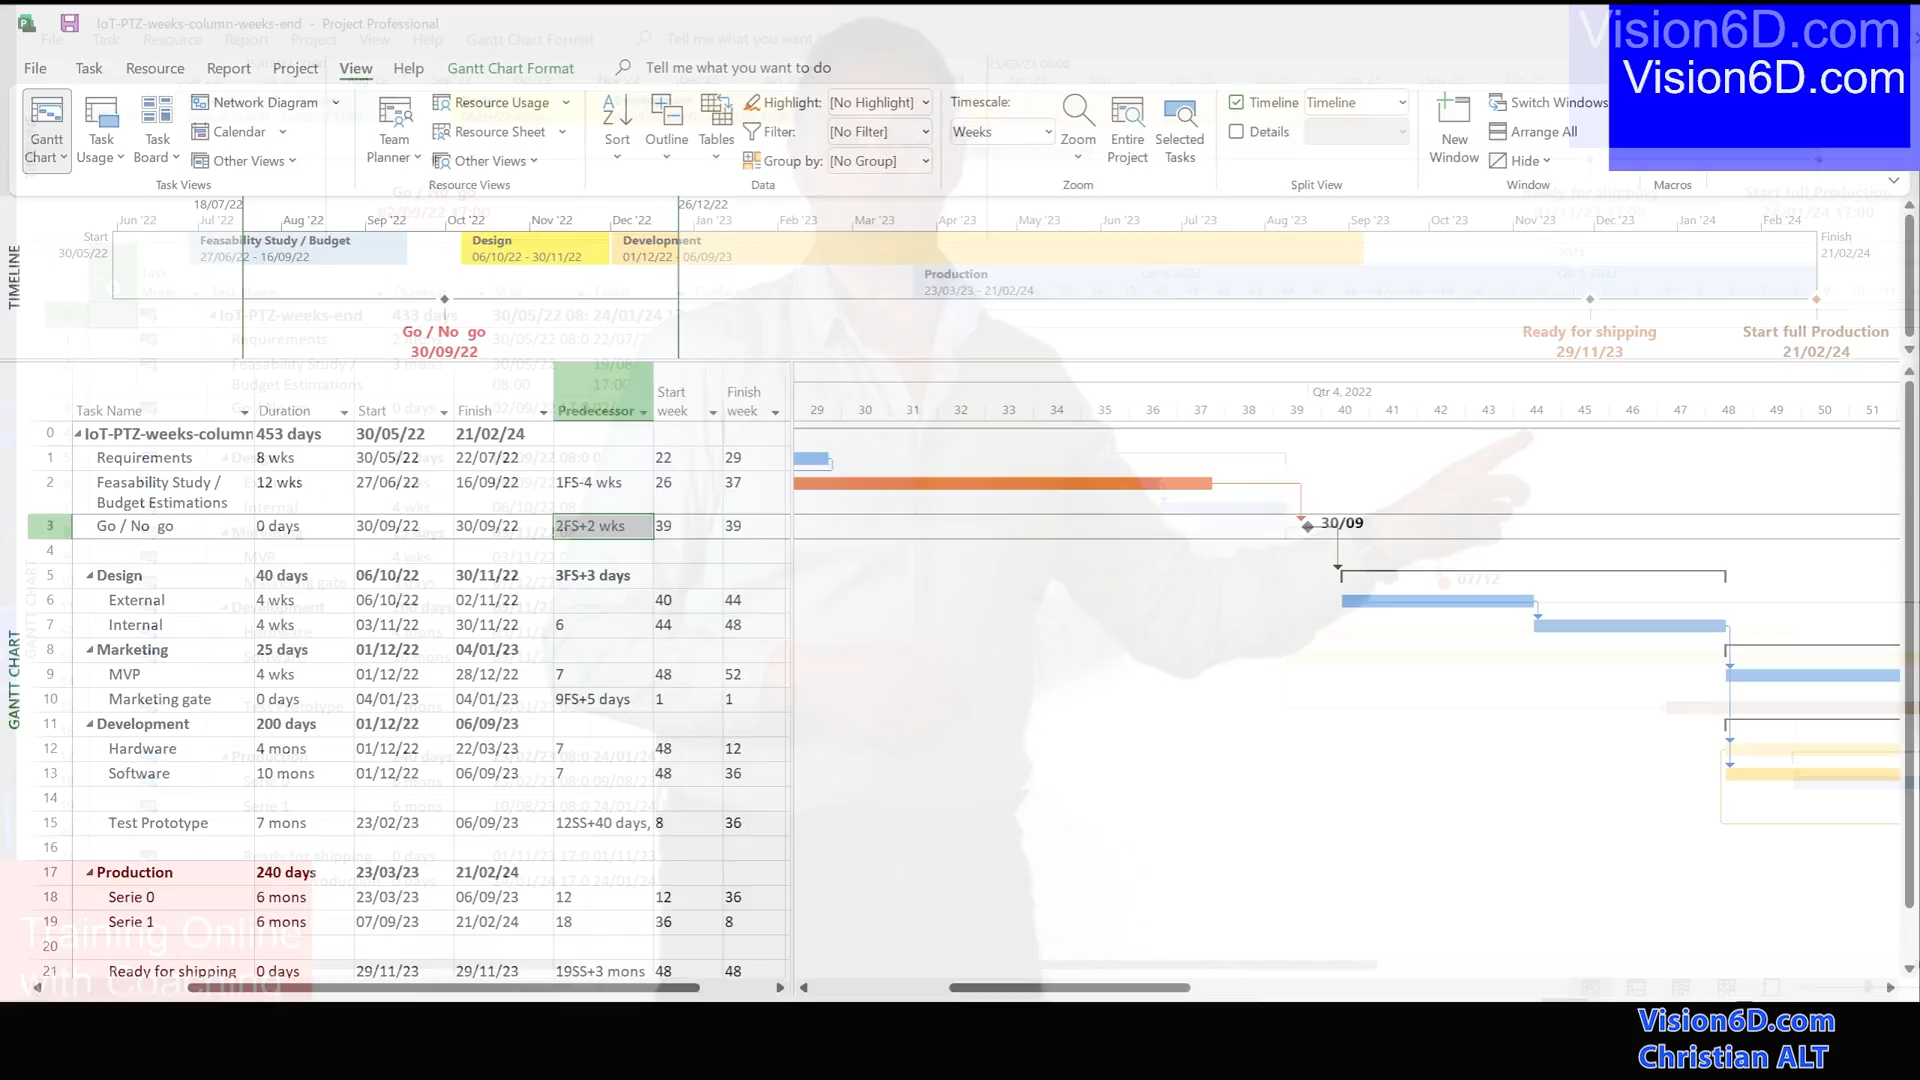 IoT-PTZ-weeks-column-weeks-end - Project Professional
Vision6D.com
Vision6D.com
File Task Resource Report Project View Help Gantt Chart Format Tell me what you want to do
Network Diagram
Resource Usage
Highlight: [No Highlight]
Timescale:
Timeline Timeline
Switch Windows
Calendar
Resource Sheet
Filter: [No Filter]
Weeks
Details
Arrange All
Gantt Chart
Task Usage
Task Board
Other Views
Team Planner
Other Views
Sort
Outline
Tables
Group by: [No Group]
Zoom
Entire Project
Selected Tasks
New Window
Hide
Task Views
Resource Views
Data
Zoom
Split View
Window
Macros
18/07/22
26/12/22
Jun '22 Jul '22 Aug '22 Sep '22 Oct '22 Nov '22 Dec '22 Jan '23 Feb '23 Mar '23 Apr '23 May '23 Jun '23 Jul '23 Aug '23 Sep '23 Oct '23 Nov '23 Dec '23 Jan '24 Feb '24
TIMELINE
Start
30/05/22
Feasability Study / Budget
27/06/22 - 16/09/22
Design
06/10/22 - 30/11/22
Development
01/12/22 - 06/09/23
Production
23/03/23 - 21/02/24
Finish
21/02/24
Go / No go
30/09/22
Ready for shipping
29/11/23
Start full Production
21/02/24
GANTT CHART
Task Name Duration Start Finish Predecessor Start week Finish week
Qtr 4, 2022
29 30 31 32 33 34 35 36 37 38 39 40 41 42 43 44 45 46 47 48 49 50 51
0 IoT-PTZ-weeks-column 453 days 30/05/22 21/02/24
1 Requirements 8 wks 30/05/22 22/07/22 22 29
2 Feasability Study / Budget Estimations 12 wks 27/06/22 16/09/22 1FS-4 wks 26 37
3 Go / No go 0 days 30/09/22 30/09/22 2FS+2 wks 39 39
30/09
4
5 Design 40 days 06/10/22 30/11/22 3FS+3 days
07/12
6 External 4 wks 06/10/22 02/11/22 40 44
7 Internal 4 wks 03/11/22 30/11/22 6 44 48
8 Marketing 25 days 01/12/22 04/01/23
9 MVP 4 wks 01/12/22 28/12/22 7 48 52
10 Marketing gate 0 days 04/01/23 04/01/23 9FS+5 days 1 1
11 Development 200 days 01/12/22 06/09/23
12 Hardware 4 mons 01/12/22 22/03/23 7 48 12
13 Software 10 mons 01/12/22 06/09/23 7 48 36
14
15 Test Prototype 7 mons 23/02/23 06/09/23 12SS+40 days, 8 36
16
17 Production 240 days 23/03/23 21/02/24
18 Serie 0 6 mons 23/03/23 06/09/23 12 12 36
19 Serie 1 6 mons 07/09/23 21/02/24 18 36 8
20
21 Ready for shipping 0 days 29/11/23 29/11/23 19SS+3 mons 48 48
Training Online
with Coaching
Vision6D.com
Christian ALT